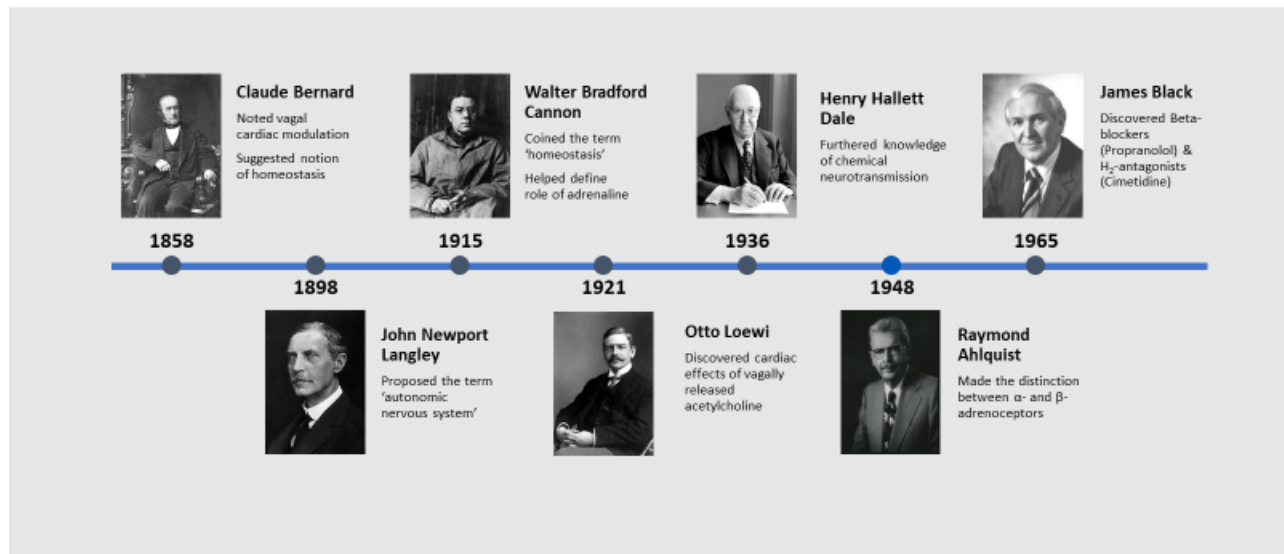 Claude Bernard
Noted vagal
cardiac modulation
Suggested notion
of homeostasis
1858
Walter Bradford
Cannon
Coined the term
‘homeostasis’
Helped define
role of adrenaline
1915
Henry Hallett
Dale
Furthered knowledge
of chemical
neurotransmission
1936
James Black
Discovered Beta-
blockers
(Propranolol) &
H₂-antagonists
(Cimetidine)
1965
1898
John Newport
Langley
Proposed the term
‘autonomic
nervous system’
1921
Otto Loewi
Discovered cardiac
effects of vagally
released
acetylcholine
1948
Raymond
Ahlquist
Made the distinction
between α- and β-
adrenoceptors